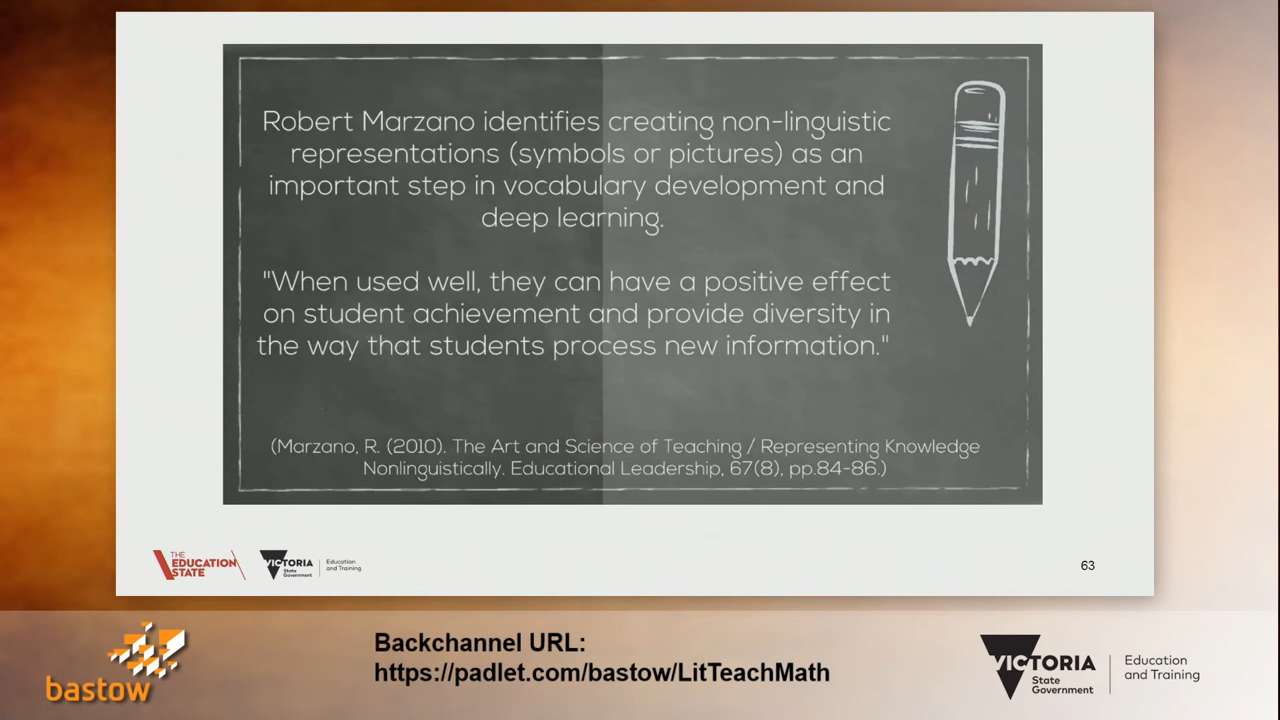 Robert Marzano identifies creating non-linguistic
representations (symbols or pictures) as an
important step in vocabulary development and
deep learning.
"When used well, they can have a positive effect
on student achievement and provide diversity in
the way that students process new information."
(Marzano, R. (2010). The Art and Science of Teaching / Representing Knowledge
Nonlinguistically. Educational Leadership, 67(8), pp.84-86.)
THE
EDUCATION
STATE
VICTORIA
State
Government
Education
and Training
63
bastow
Backchannel URL:
https://padlet.com/bastow/LitTeachMath
VICTORIA
State
Government
Education
and Training